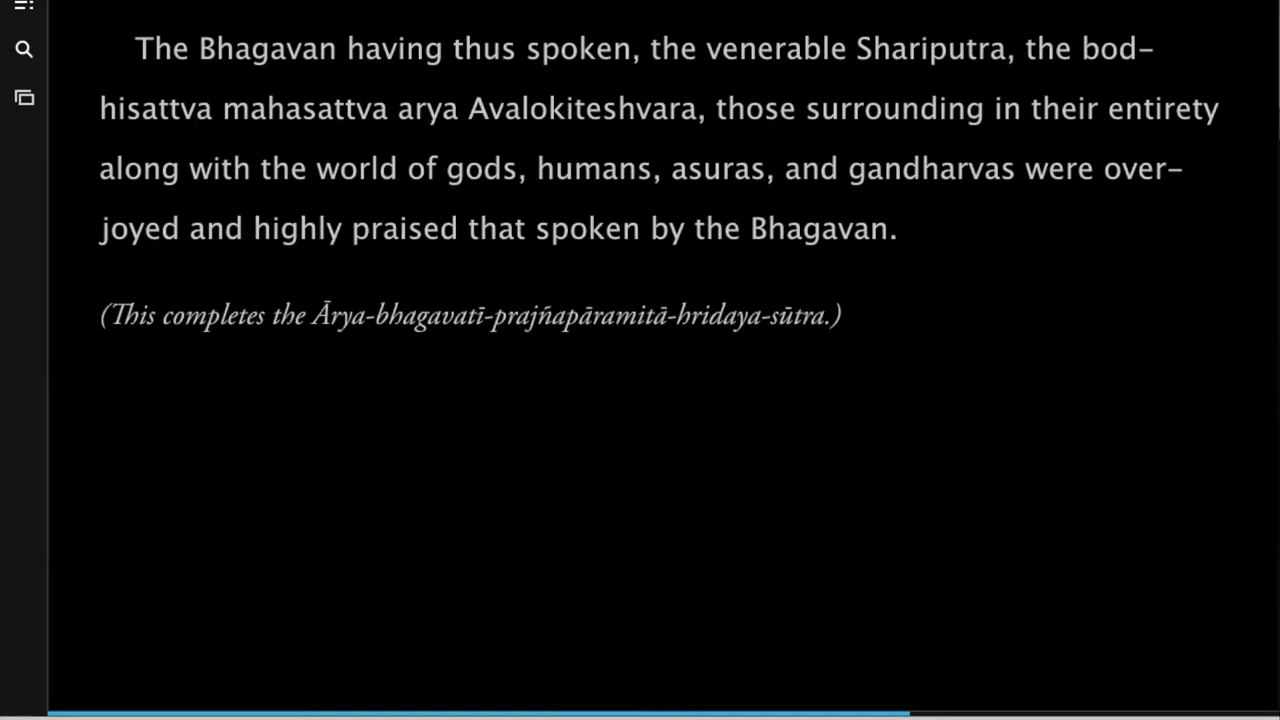 The Bhagavan having thus spoken, the venerable Shariputra, the bod-
hisattva mahasattva arya Avalokiteshvara, those surrounding in their entirety
along with the world of gods, humans, asuras, and gandharvas were over-
joyed and highly praised that spoken by the Bhagavan.
(This completes the Ārya-bhagavatī-prajñapāramitā-hridaya-sūtra.)